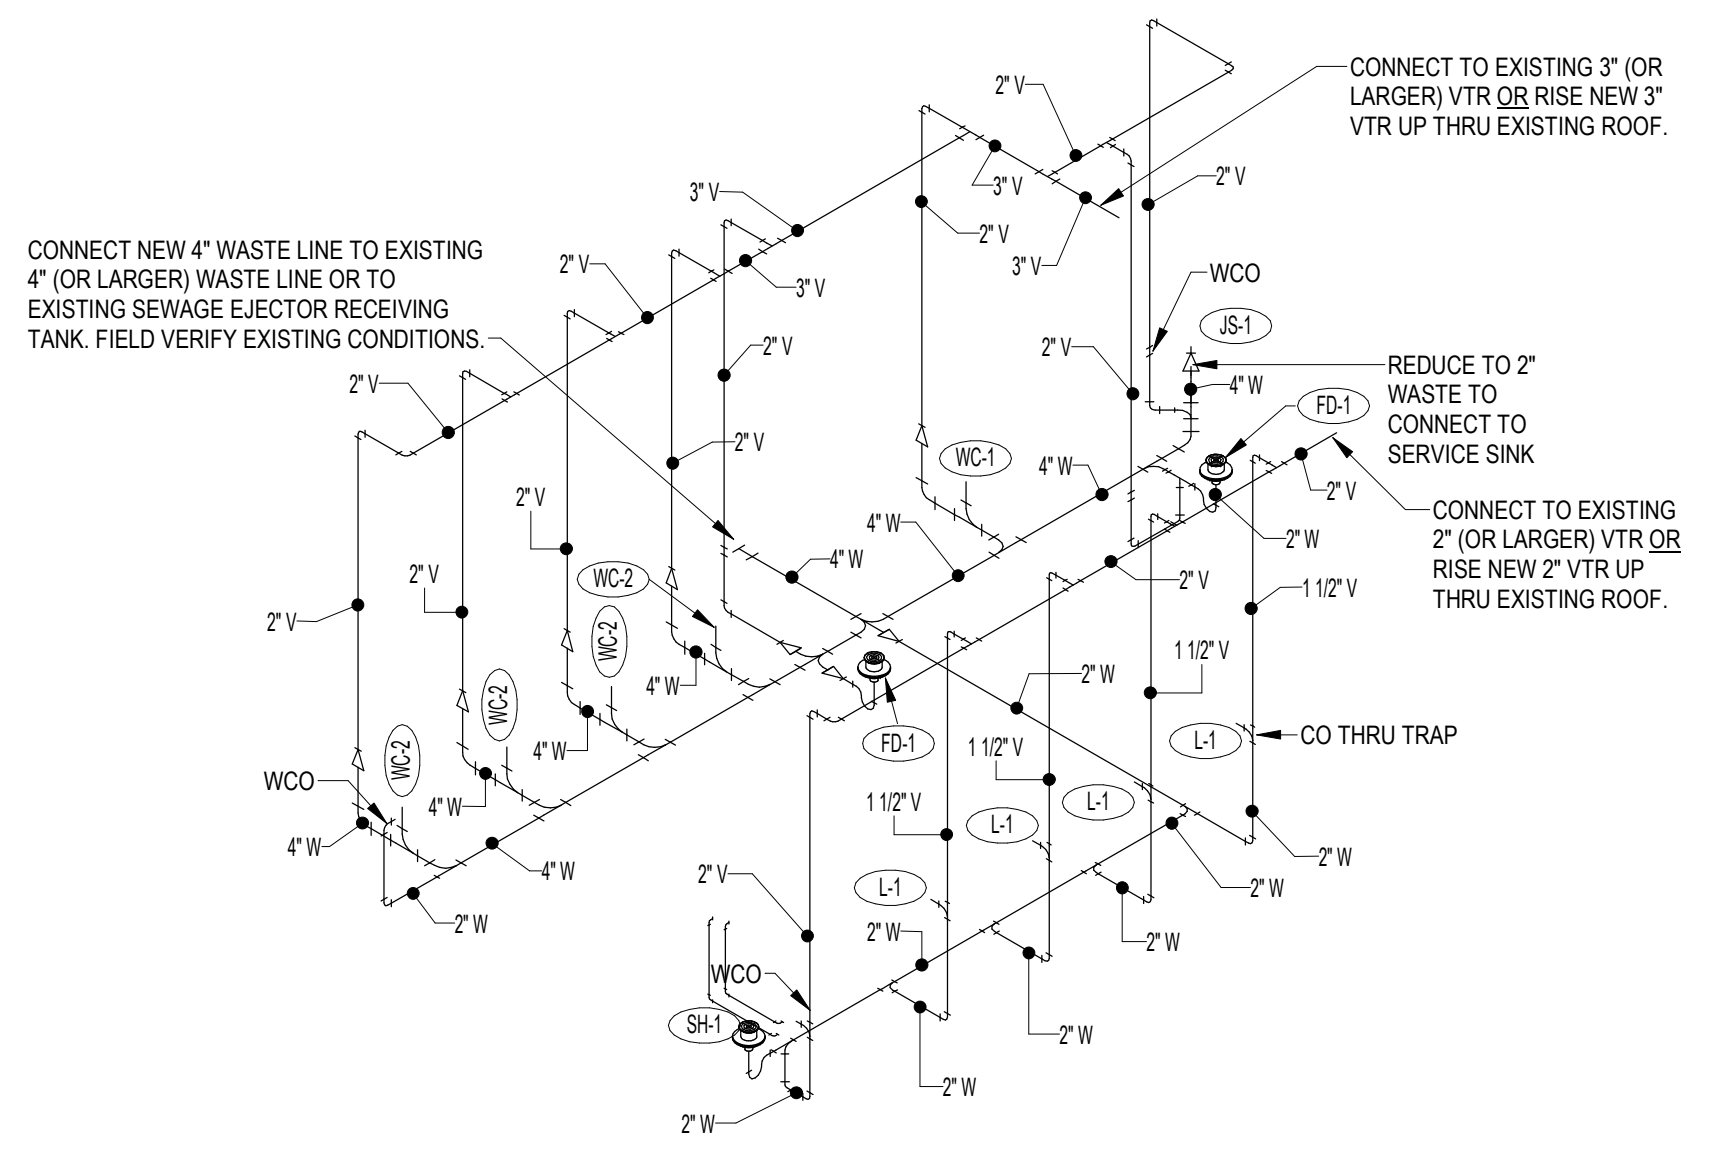 2" V
CONNECT TO EXISTING 3" (OR
LARGER) VTR OR RISE NEW 3"
VTR UP THRU EXISTING ROOF.
3" V
3" V
2" V
2" V
3" V
CONNECT NEW 4" WASTE LINE TO EXISTING
4" (OR LARGER) WASTE LINE OR TO
EXISTING SEWAGE EJECTOR RECEIVING
TANK. FIELD VERIFY EXISTING CONDITIONS.
2" V
3" V
WCO
JS-1
2" V
2" V
2" V
4" W
REDUCE TO 2"
WASTE TO
CONNECT TO
SERVICE SINK
FD-1
2" V
WC-1
4" W
2" V
2" V
4" W
CONNECT TO EXISTING
2" (OR LARGER) VTR OR
RISE NEW 2" VTR UP
THRU EXISTING ROOF.
2" W
4" W
WC-2
2" V
2" V
1 1/2" V
2" V
WC-2
1 1/2" V
4" W
2" W
WC-2
FD-1
1 1/2" V
L-1
CO THRU TRAP
4" W
WC-2
WCO
4" W
1 1/2" V
L-1
L-1
4" W
4" W
2" W
2" V
L-1
2" W
2" W
2" W
2" W
WCO
SH-1
2" W
2" W
2" W